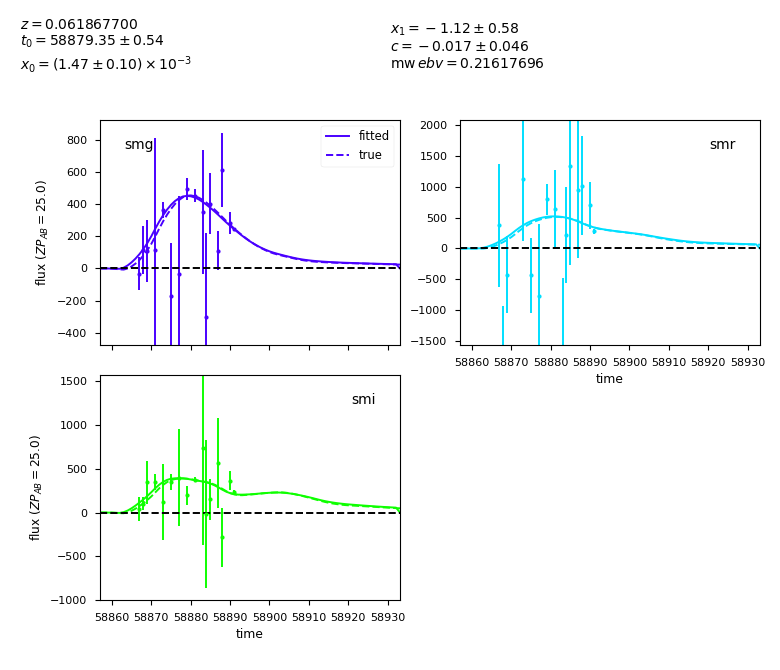 z = 0.061867700
t₀ = 58879.35 ± 0.54
x₀ = (1.47 ± 0.10) × 10⁻³
x₁ = −1.12 ± 0.58
c = −0.017 ± 0.046
mw ebv = 0.21617696
smg
fitted
true
800
600
400
200
0
−200
−400
flux (ZP_AB = 25.0)
smr
2000
1500
1000
500
0
−500
−1000
−1500
58860 58870 58880 58890 58900 58910 58920 58930
time
smi
1500
1000
500
0
−500
−1000
flux (ZP_AB = 25.0)
58860 58870 58880 58890 58900 58910 58920 58930
time